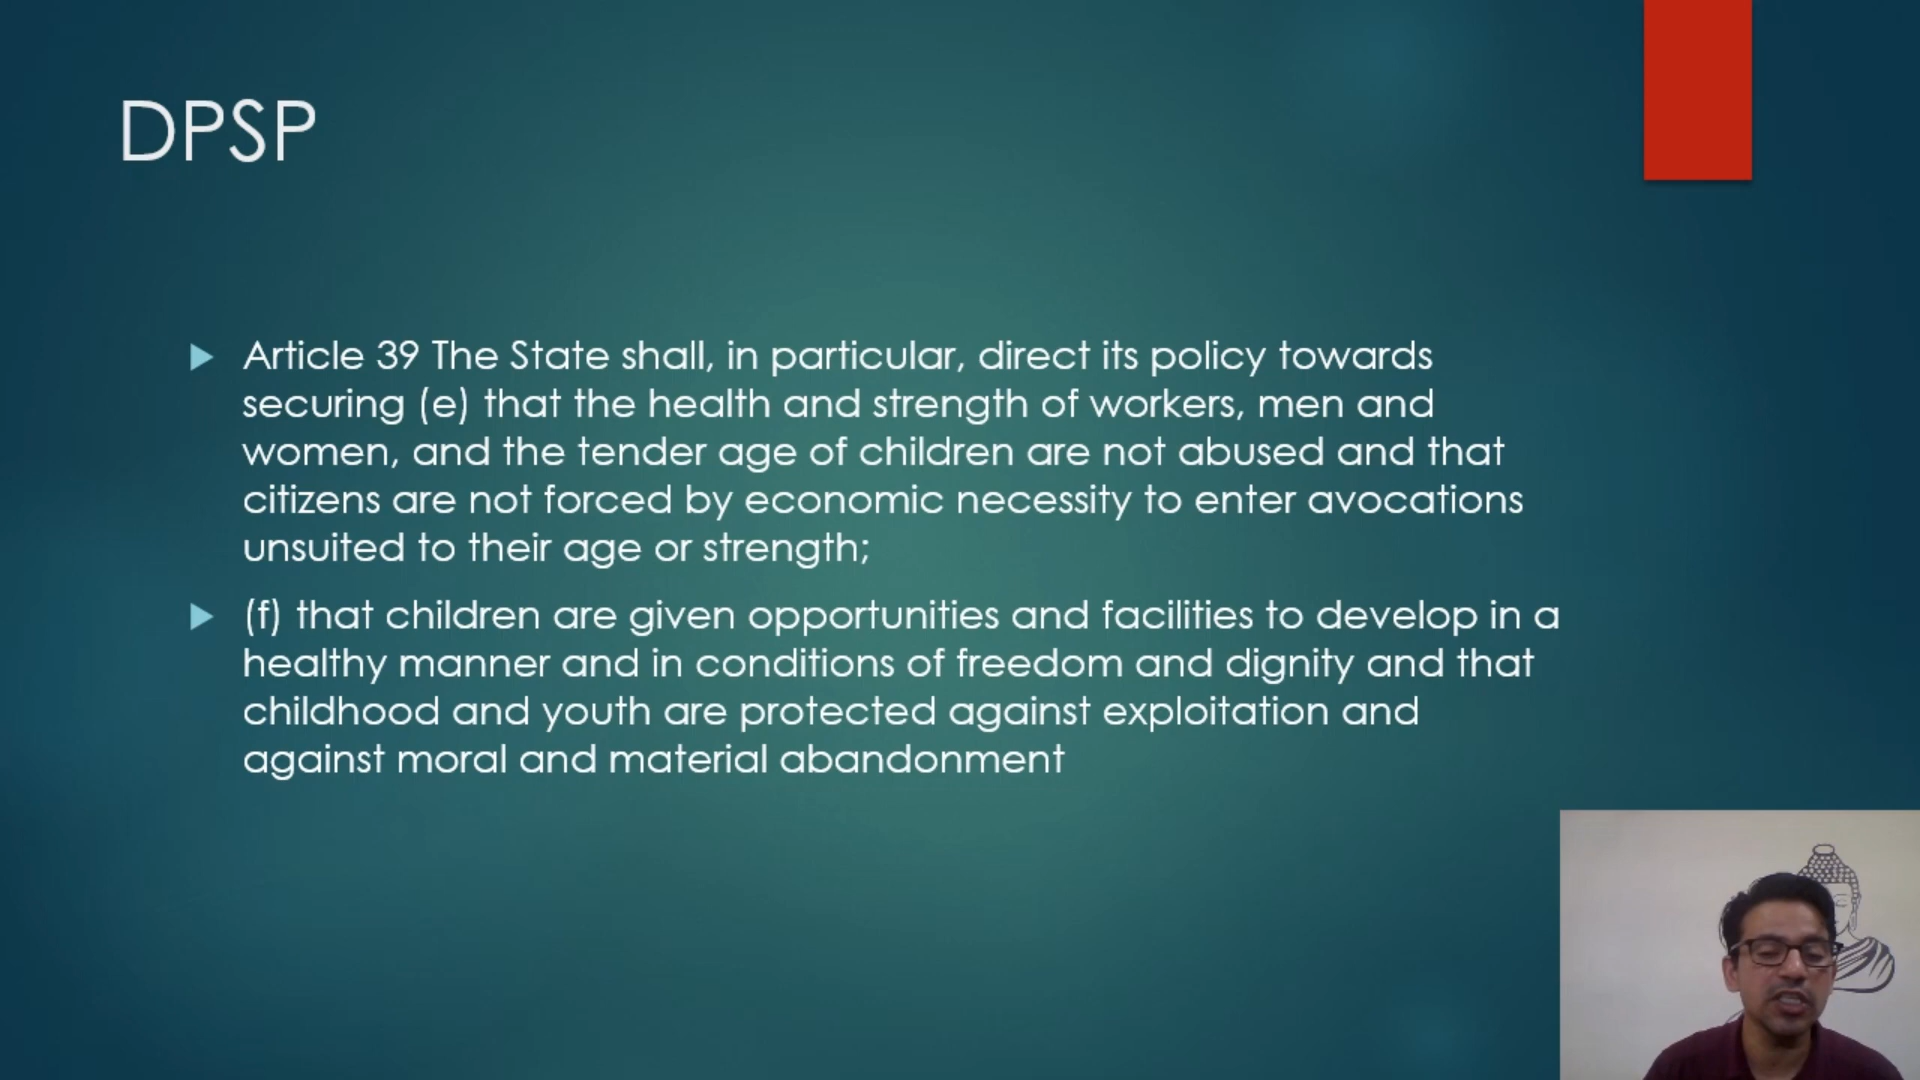 DPSP
Article 39 The State shall, in particular, direct its policy towards
securing (e) that the health and strength of workers, men and
women, and the tender age of children are not abused and that
citizens are not forced by economic necessity to enter avocations
unsuited to their age or strength;
(f) that children are given opportunities and facilities to develop in a
healthy manner and in conditions of freedom and dignity and that
childhood and youth are protected against exploitation and
against moral and material abandonment